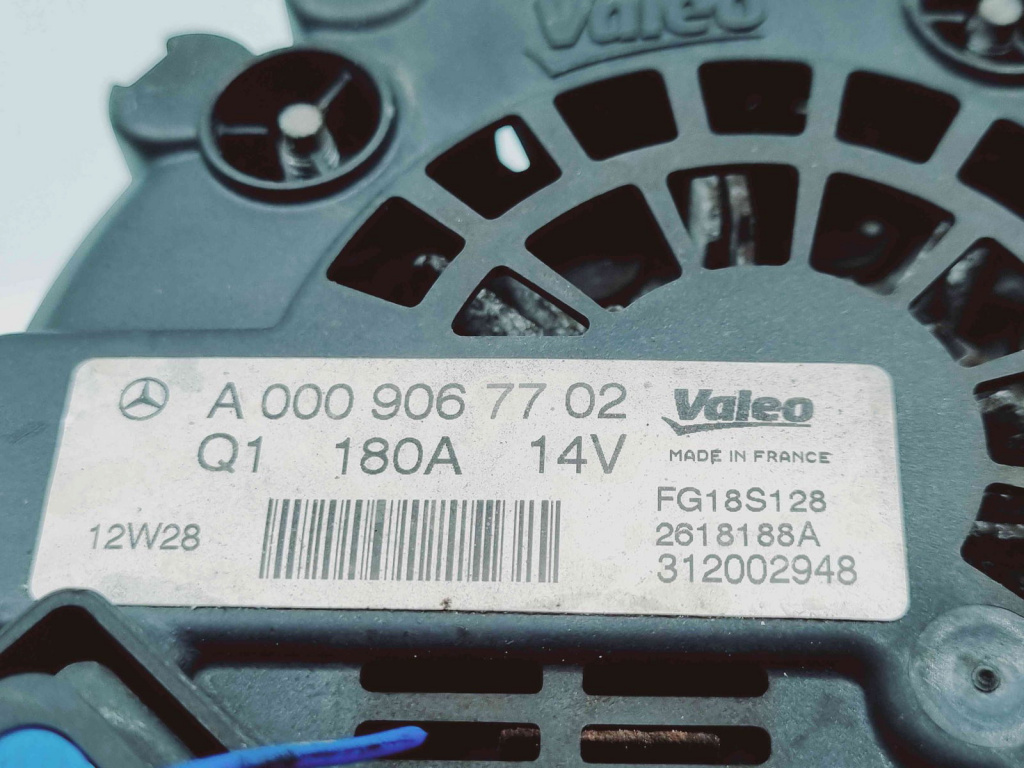 Valeo
A 000 906 77 02
Q1 180A 14V
12W28
Valeo
MADE IN FRANCE
FG18S128
2618188A
312002948